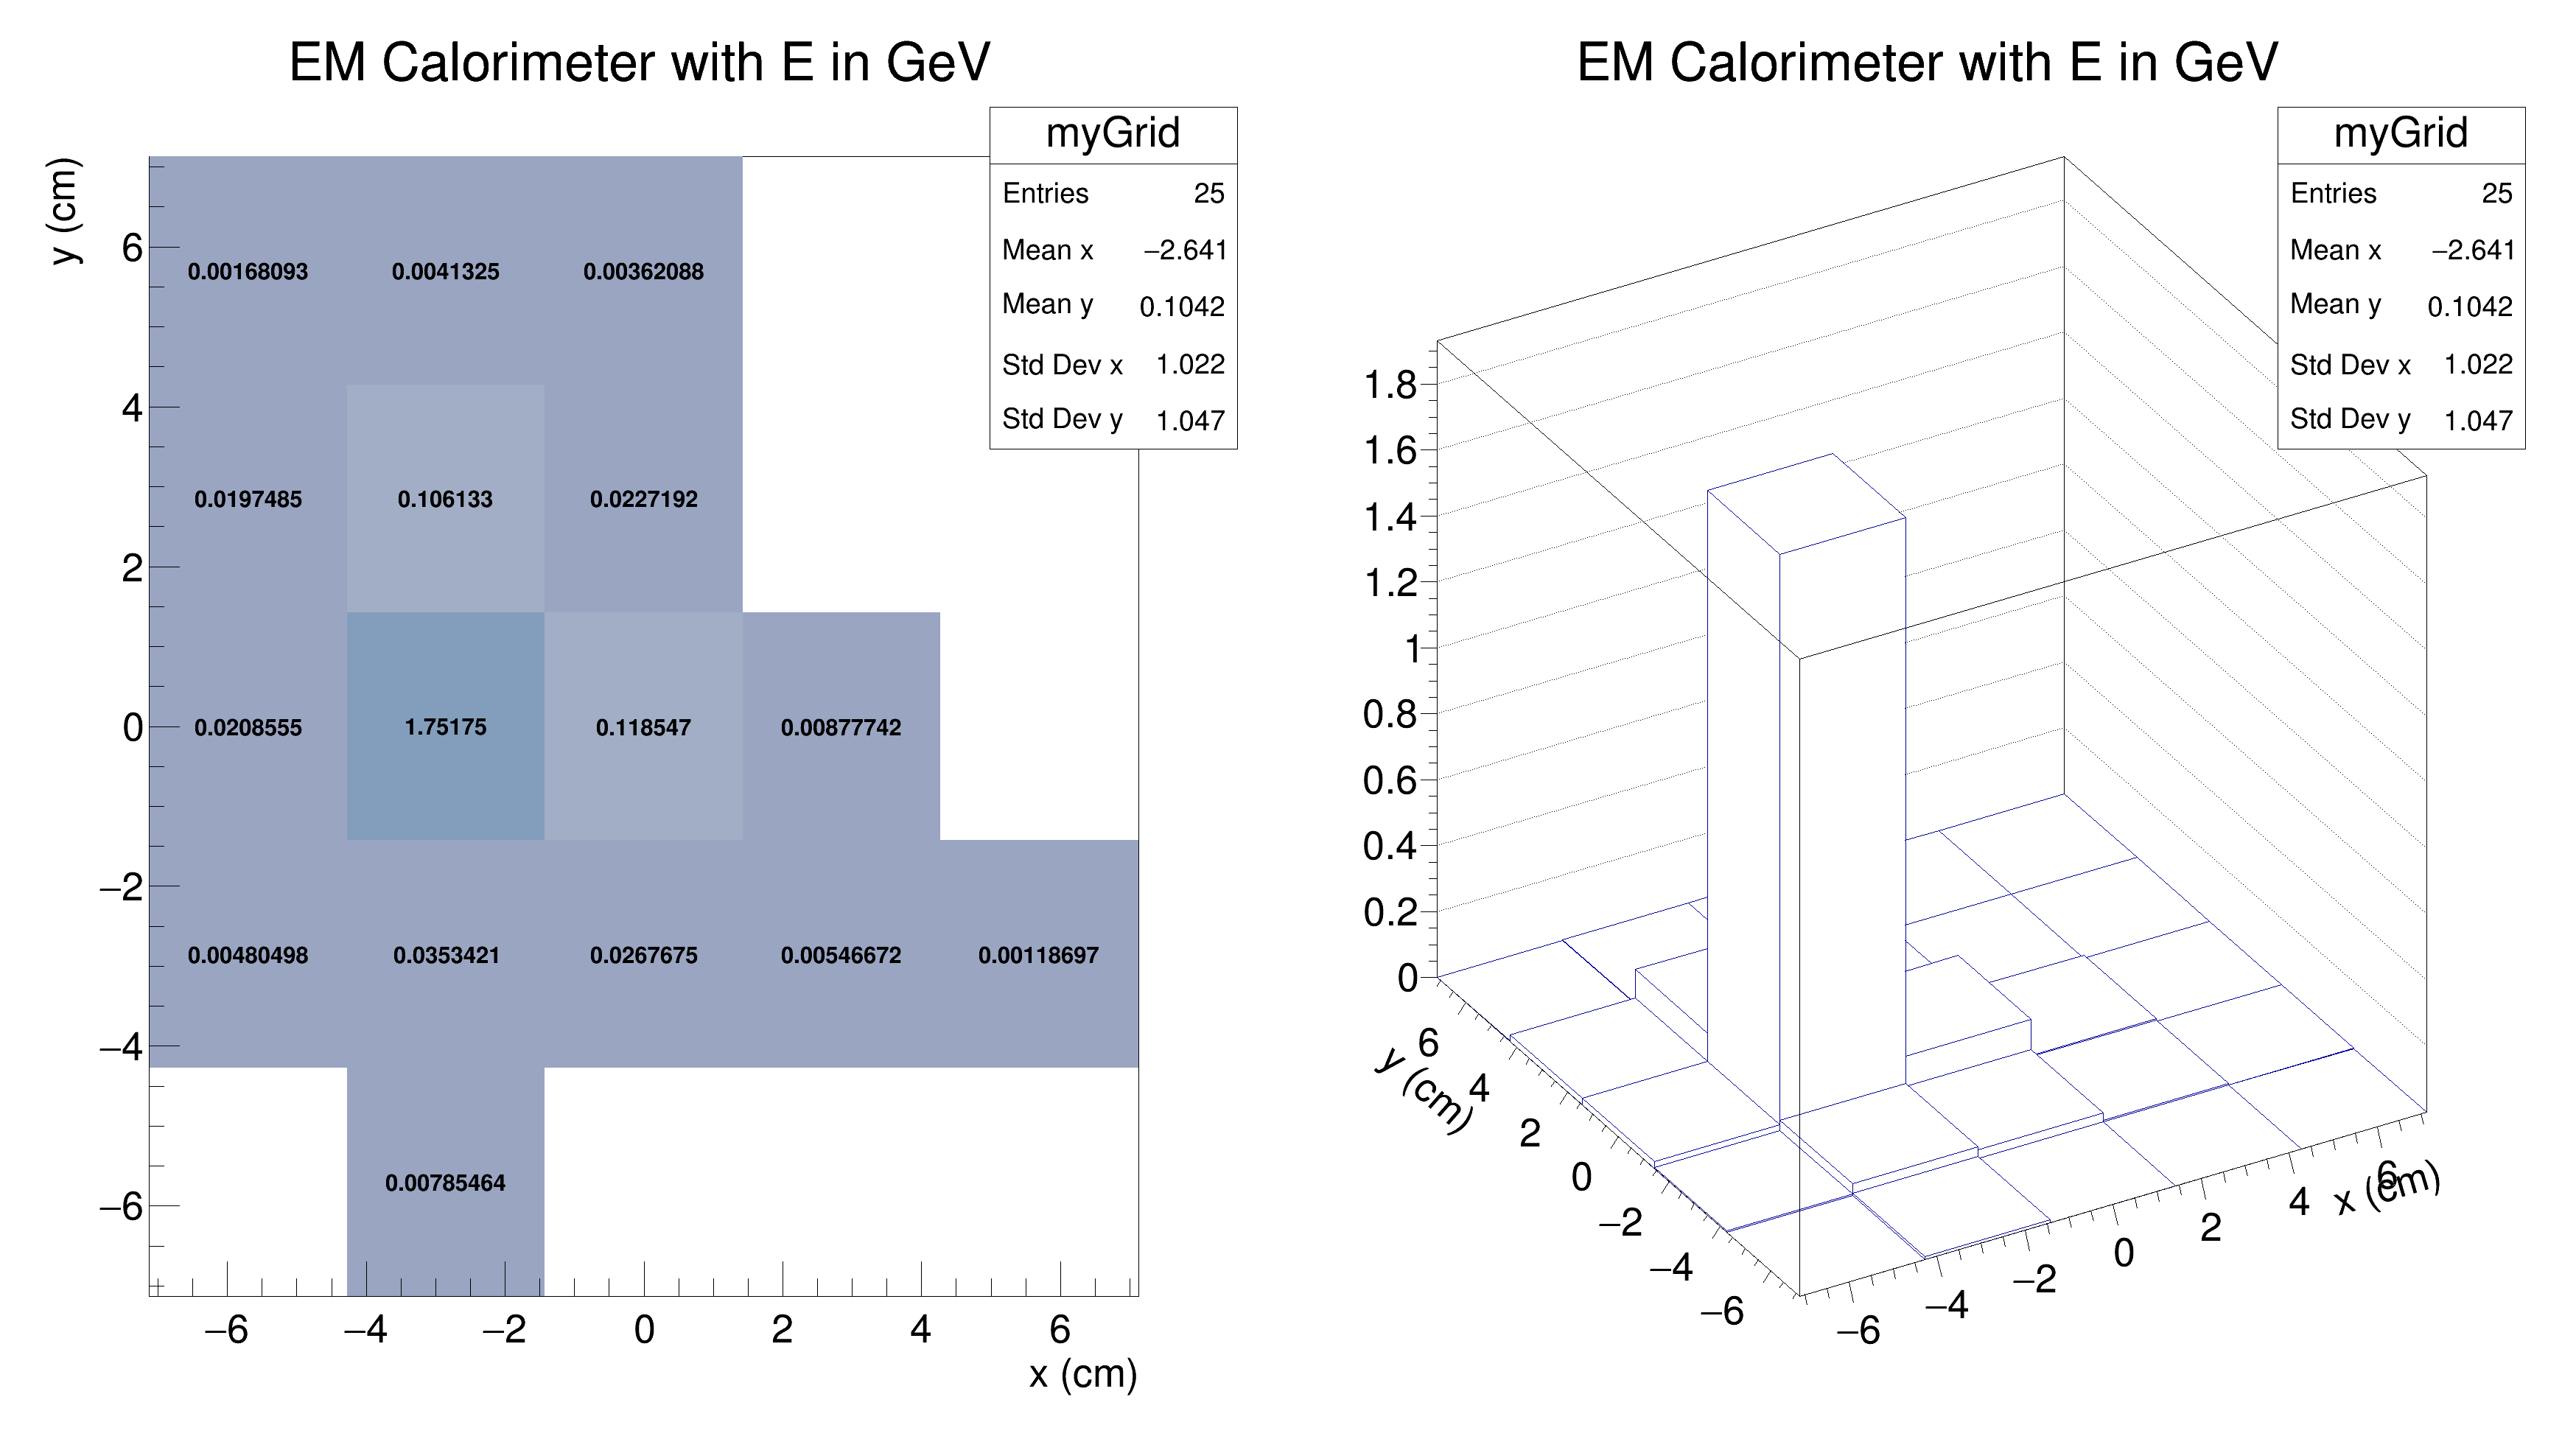 EM Calorimeter with E in GeV
myGrid
Entries 25
Mean x −2.641
Mean y 0.1042
Std Dev x 1.022
Std Dev y 1.047
y (cm)
6
4
2
0
−2
−4
−6
0.00168093 0.0041325 0.00362088
0.0197485 0.106133 0.0227192
0.0208555 1.75175 0.118547 0.00877742
0.00480498 0.0353421 0.0267675 0.00546672 0.00118697
0.00785464
−6 −4 −2 0 2 4 6
x (cm)
EM Calorimeter with E in GeV
myGrid
Entries 25
Mean x −2.641
Mean y 0.1042
Std Dev x 1.022
Std Dev y 1.047
1.8
1.6
1.4
1.2
1
0.8
0.6
0.4
0.2
0
y (cm)
6
4
2
0
−2
−4
−6
−6 −4 −2 0 2 4 6
x (cm)